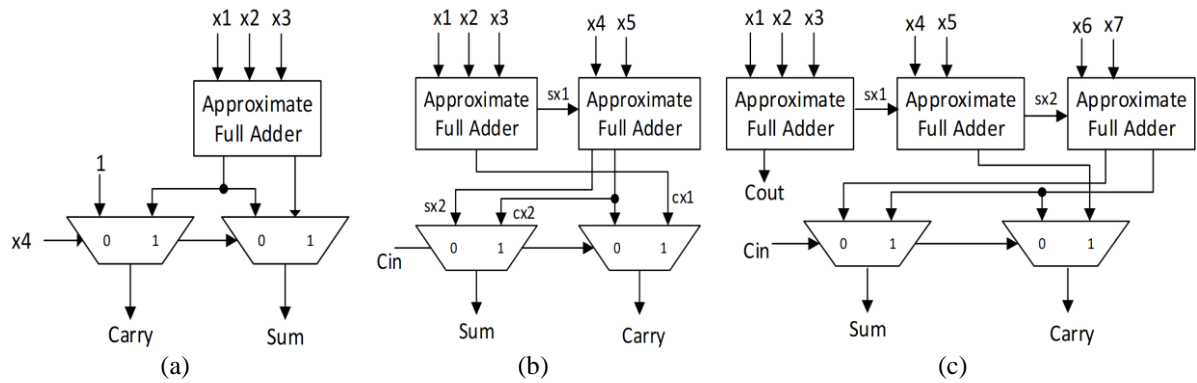 x1 x2 x3
Approximate
Full Adder
1
x4
0 1
0 1
Carry
Sum
(a)
x1 x2 x3
x4 x5
Approximate
Full Adder
sx1
Approximate
Full Adder
sx2
cx2
cx1
Cin
0 1
0 1
Sum
Carry
(b)
x1 x2 x3
x4 x5
x6 x7
Approximate
Full Adder
sx1
Approximate
Full Adder
sx2
Approximate
Full Adder
Cout
Cin
0 1
0 1
Sum
Carry
(c)